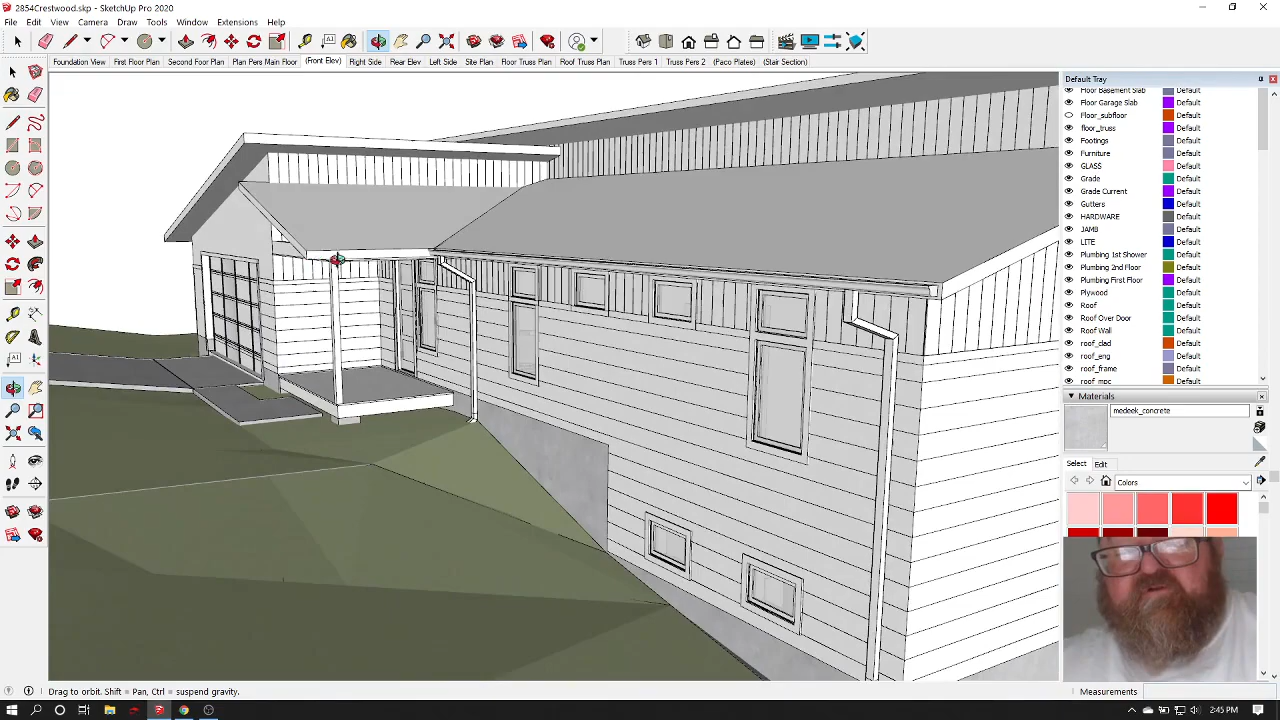 2854Crestwood.skp - SketchUp Pro 2020
File Edit View Camera Draw Tools Window Extensions Help
Foundation View First Floor Plan Second Floor Plan Plan Pers Main Floor (Front Elev) Right Side Rear Elev Left Side Site Plan Floor Truss Plan Roof Truss Plan Truss Pers 1 Truss Pers 2 (Paco Plates) (Stair Section)
Default Tray
Floor Basement Slab Default
Floor Garage Slab Default
Floor_subfloor Default
floor_truss Default
Footings Default
Furniture Default
GLASS Default
Grade Default
Grade Current Default
Gutters Default
HARDWARE Default
JAMB Default
LITE Default
Plumbing 1st Shower Default
Plumbing 2nd Floor Default
Plumbing First Floor Default
Plywood Default
Roof Default
Roof Over Door Default
Roof Wall Default
roof_clad Default
roof_eng Default
roof_frame Default
roof_mpc Default
Materials
medeek_concrete
Select Edit
Colors
Drag to orbit. Shift = Pan, Ctrl = suspend gravity.
Measurements
2:45 PM